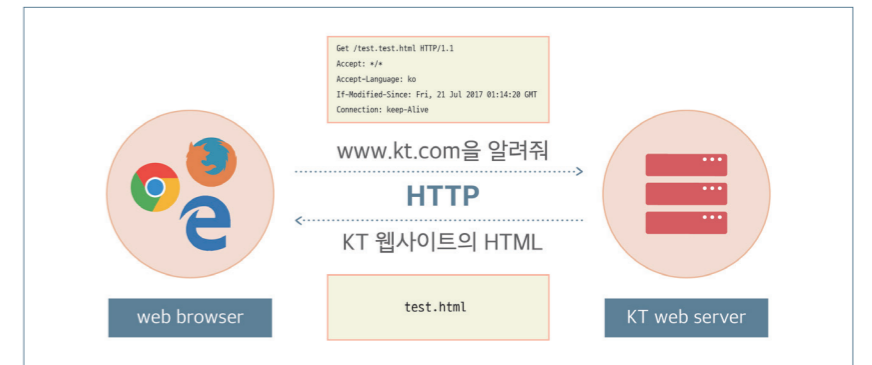 Get /test.test.html HTTP/1.1
Accept: */*
Accept-Language: ko
If-Modified-Since: Fri, 21 Jul 2017 01:14:20 GMT
Connection: keep-Alive
www.kt.com을 알려줘
HTTP
KT 웹사이트의 HTML
web browser
test.html
KT web server